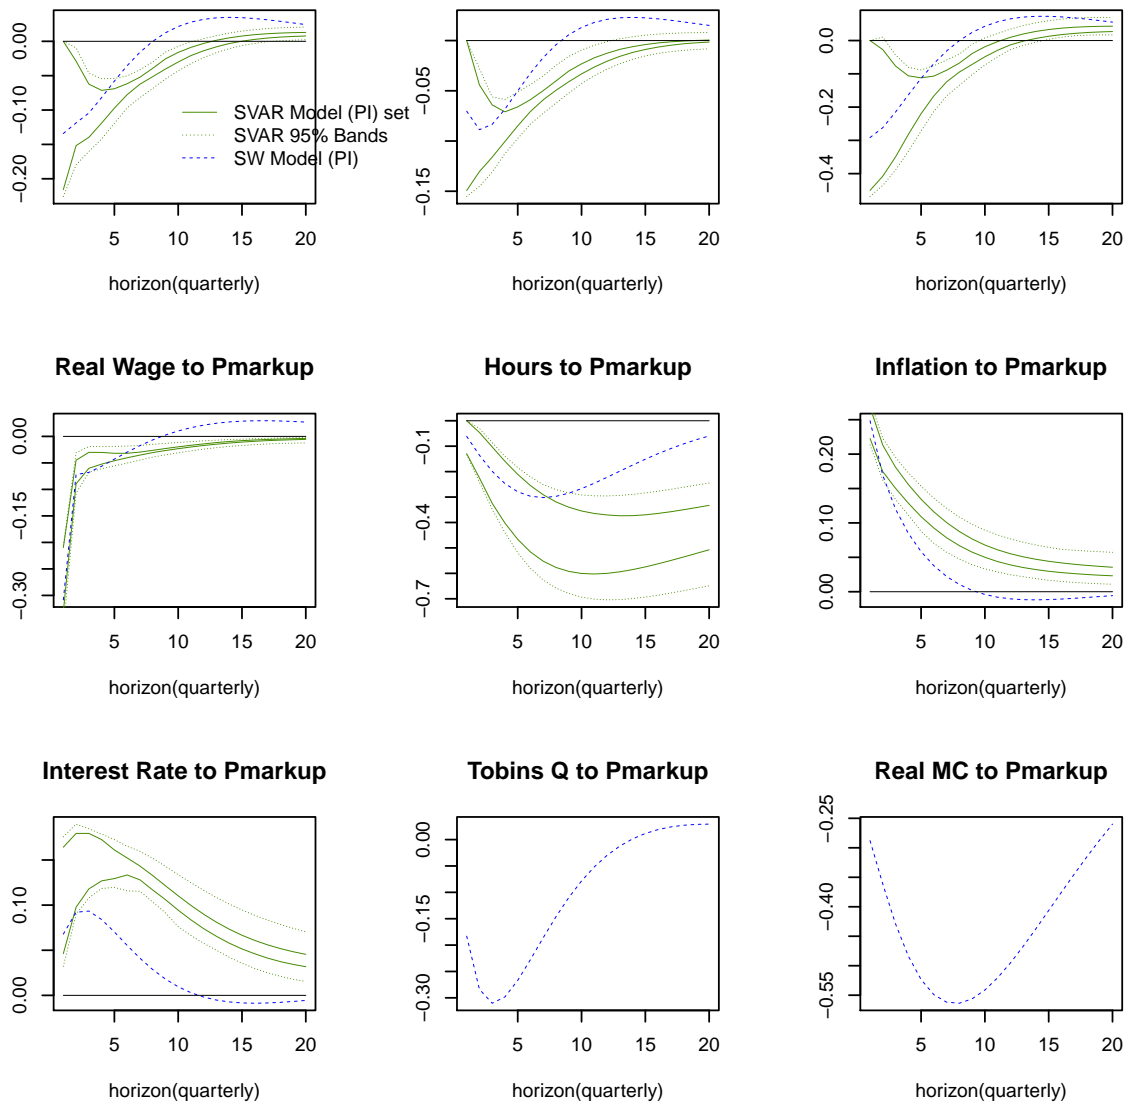 0.00
-0.10
-0.20
SVAR Model (PI) set
SVAR 95% Bands
SW Model (PI)
5 10 15 20
horizon(quarterly)
-0.05
-0.15
5 10 15 20
horizon(quarterly)
0.0
-0.2
-0.4
5 10 15 20
horizon(quarterly)
Real Wage to Pmarkup
0.00
-0.15
-0.30
5 10 15 20
horizon(quarterly)
Hours to Pmarkup
-0.1
-0.4
-0.7
5 10 15 20
horizon(quarterly)
Inflation to Pmarkup
0.20
0.10
0.00
5 10 15 20
horizon(quarterly)
Interest Rate to Pmarkup
0.10
0.00
5 10 15 20
horizon(quarterly)
Tobins Q to Pmarkup
0.00
-0.15
-0.30
5 10 15 20
horizon(quarterly)
Real MC to Pmarkup
-0.25
-0.40
-0.55
5 10 15 20
horizon(quarterly)